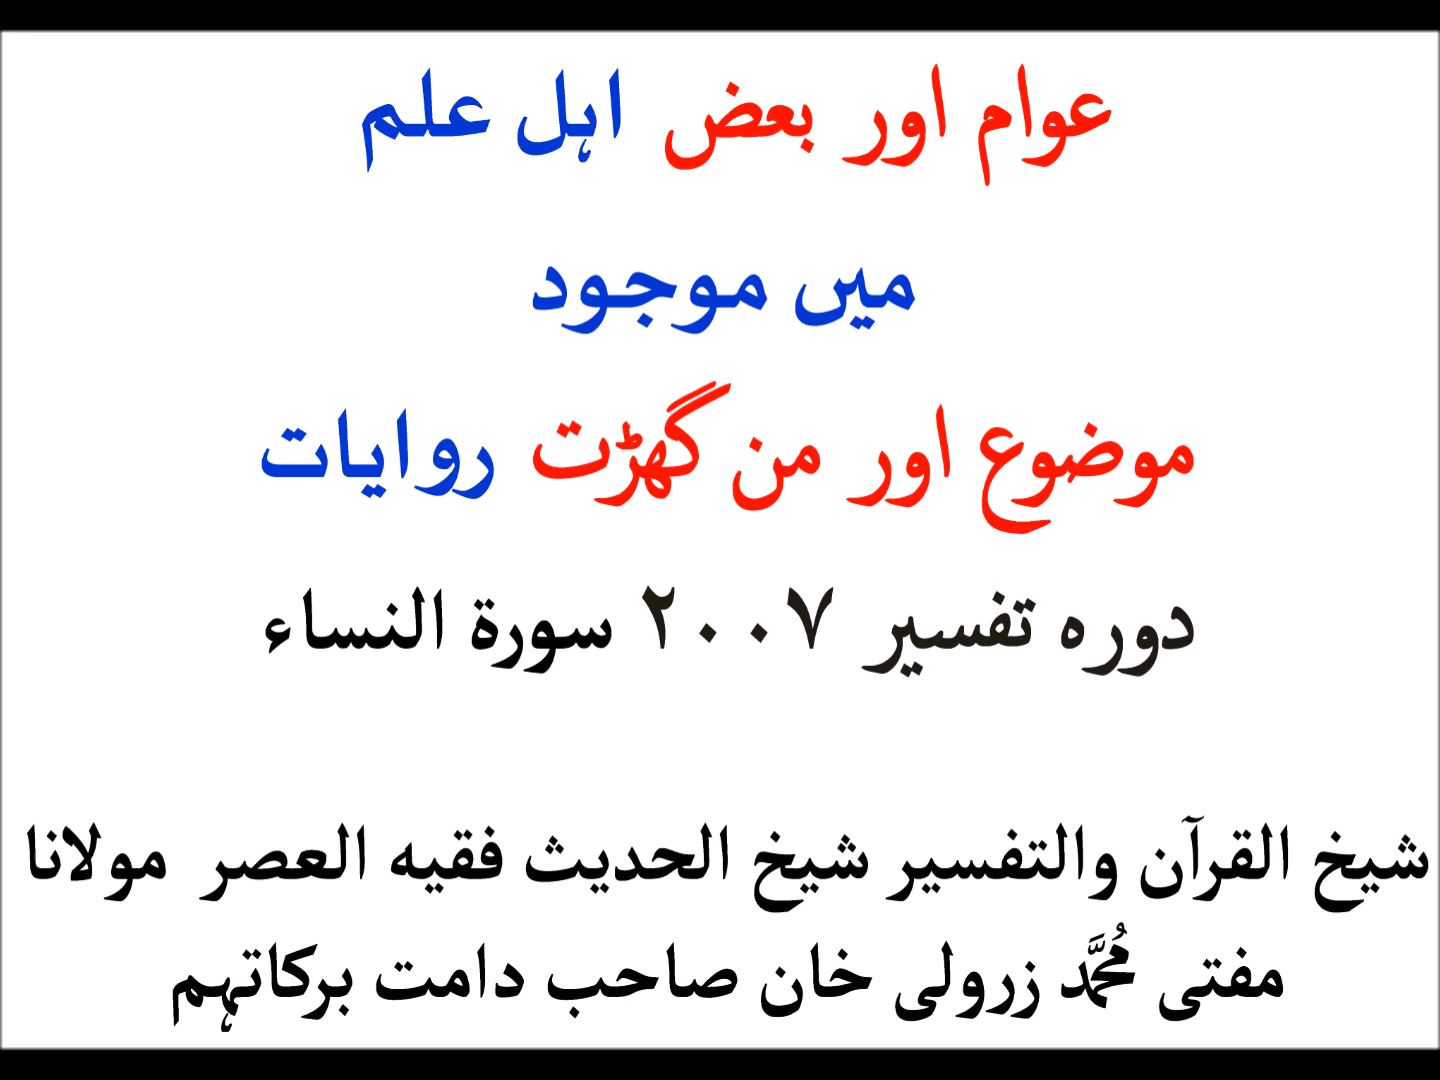 عوام اور بعض اہل علم
میں موجود
موضوع اور من گھڑت روایات
دورہ تفسیر ۲۰۰۷ سورۃ النساء
شیخ القرآن والتفسیر شیخ الحدیث فقیہ العصر مولانا
مفتی مُحمَّد زرولی خان صاحب دامت برکاتہم